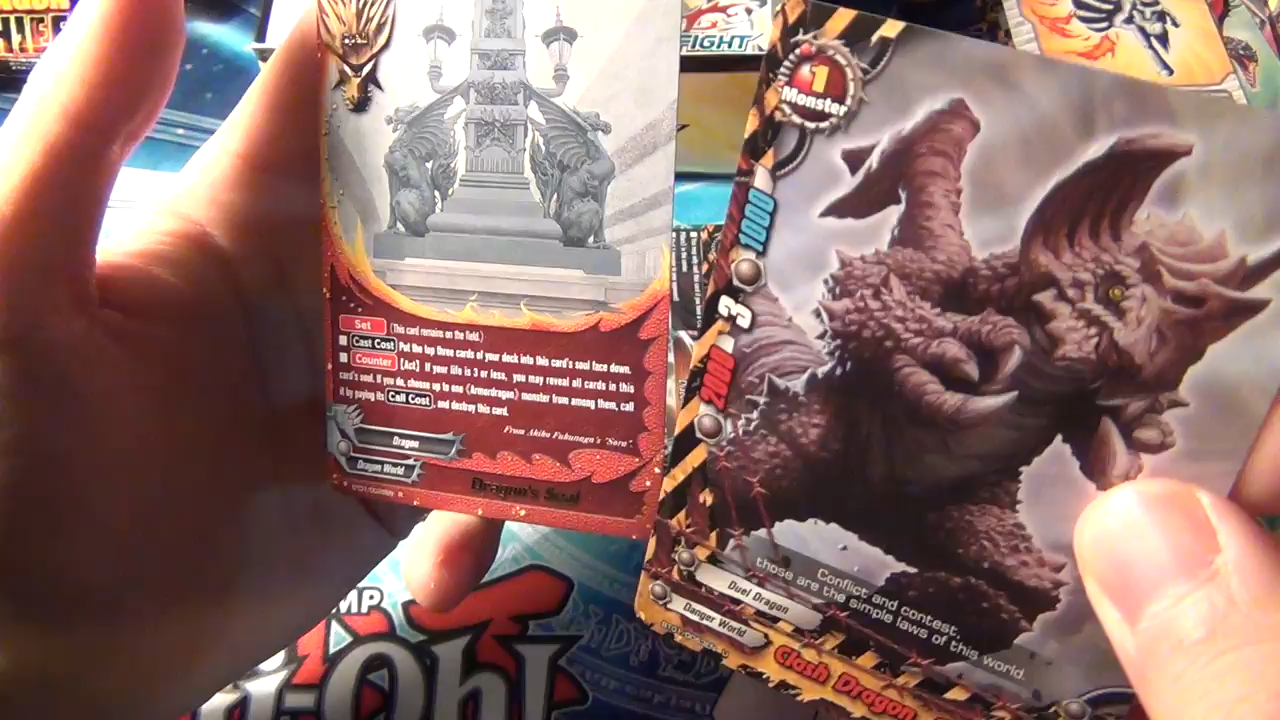 FIGHT
Set (This card remains on the field.)
Cast Cost Put the top three cards of your deck into this card's soul face down.
Counter [Act] If your life is 3 or less, you may reveal all cards in this
card's soul. If you do, choose up to one《Armordragon》monster from among them, call
it by paying its Call Cost, and destroy this card.
From Akiho Fukunaga's "Soro".
Dragon
Dragon World
Dragon's Soul
1
Monster
1000
3
2000
Conflict and contest,
those are the simple laws of this world.
Duel Dragon
Danger World
Clash Dragon
MP
-Oh!